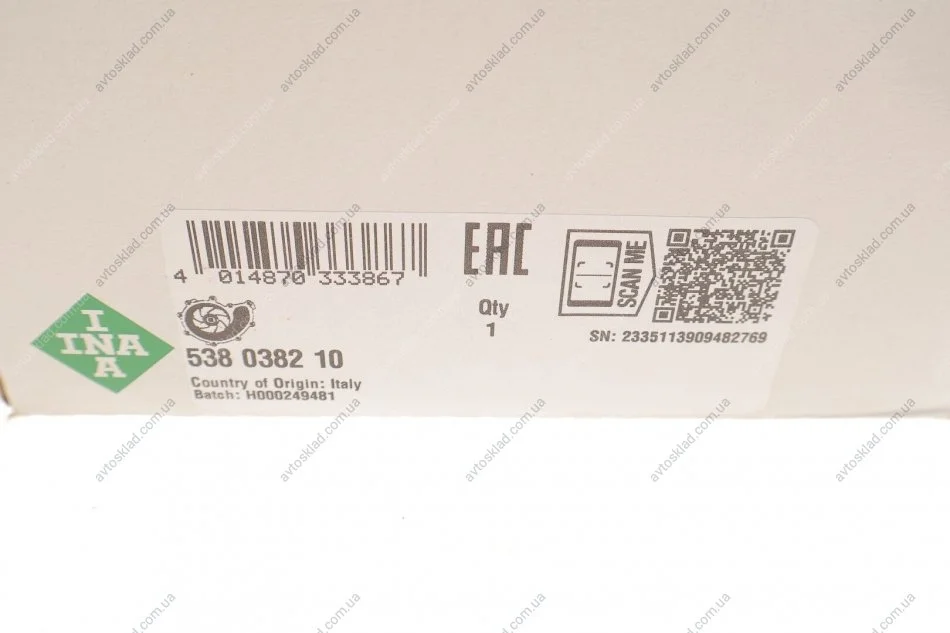 4 014870 333867
EAC
SCAN ME
Qty
1
SN: 2335113909482769
I
INA
A
538 0382 10
Country of Origin: Italy
Batch: H000249481
avtosklad.com.ua